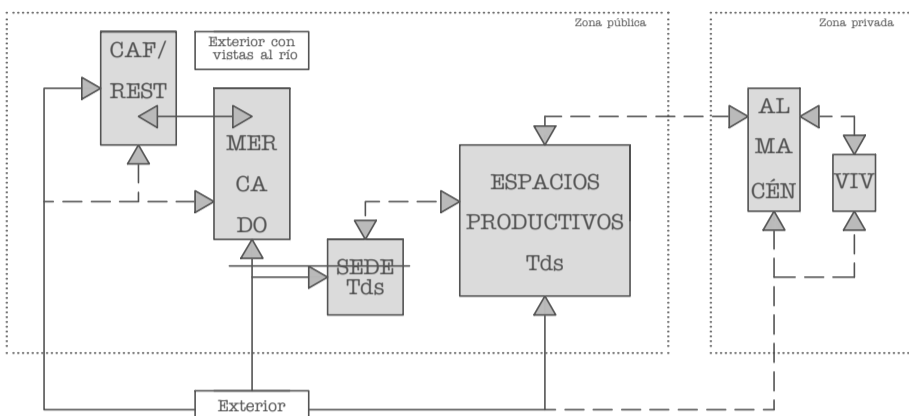 Zona pública
Zona privada
CAF/
REST
Exterior con
vistas al río
MER
CA
DO
SEDE
Tds
ESPACIOS
PRODUCTIVOS
Tds
AL
MA
CÉN
VIV
Exterior